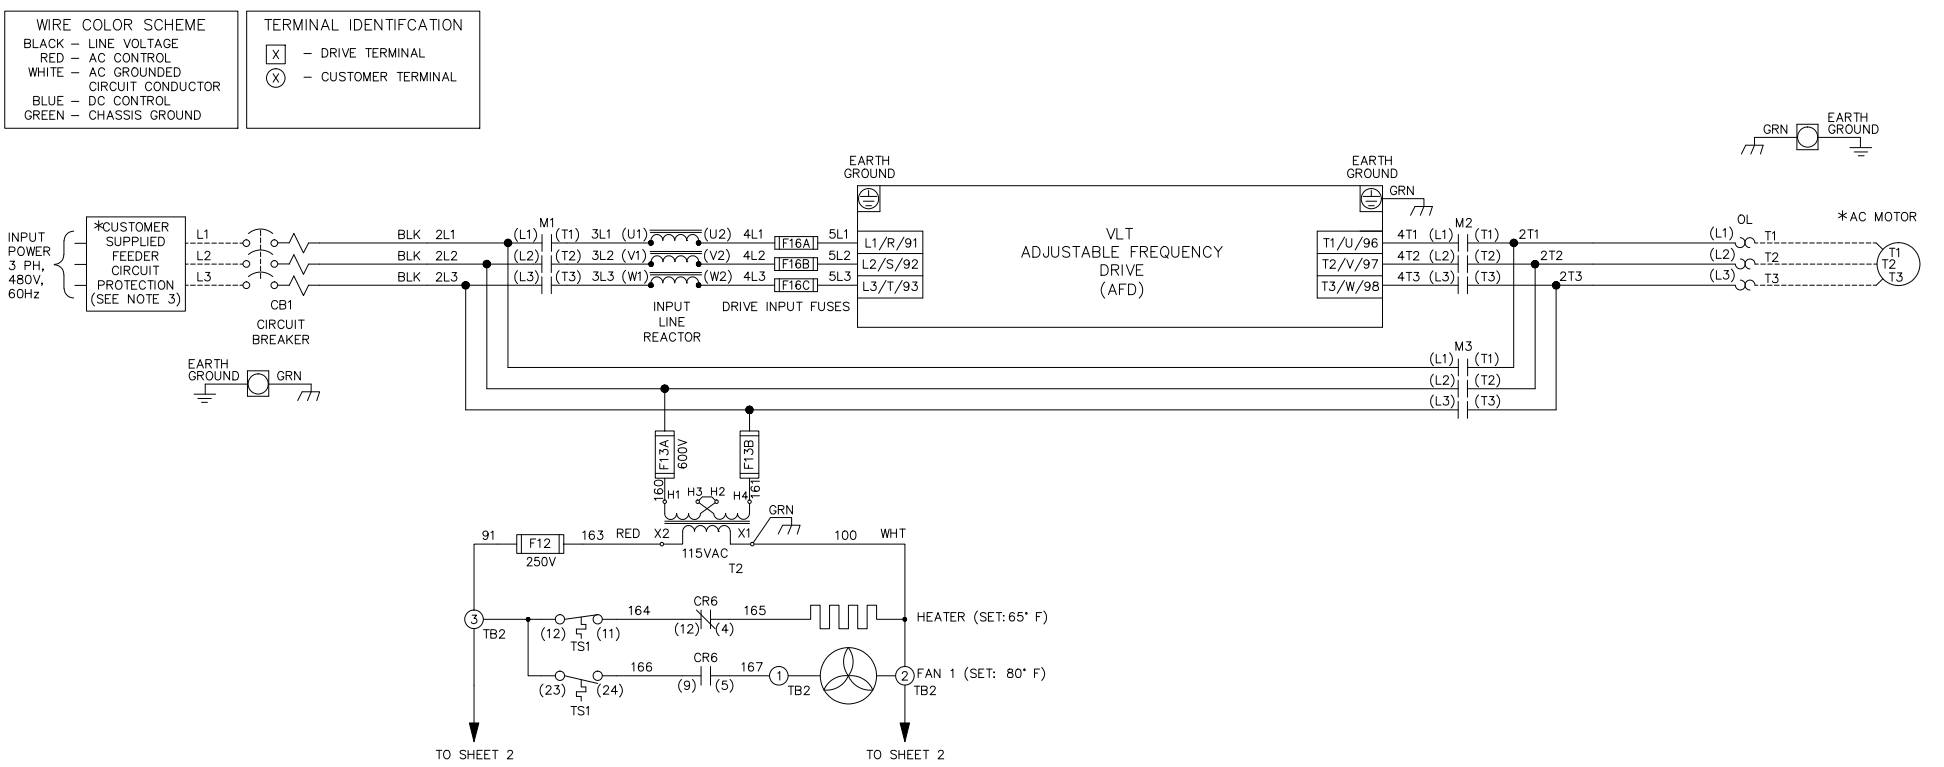 WIRE COLOR SCHEME
BLACK – LINE VOLTAGE
RED – AC CONTROL
WHITE – AC GROUNDED
CIRCUIT CONDUCTOR
BLUE – DC CONTROL
GREEN – CHASSIS GROUND
TERMINAL IDENTIFCATION
X – DRIVE TERMINAL
X – CUSTOMER TERMINAL
GRN
EARTH
GROUND
EARTH
GROUND
EARTH
GROUND
GRN
INPUT
POWER
3 PH,
480V,
60Hz
*CUSTOMER
SUPPLIED
FEEDER
CIRCUIT
PROTECTION
(SEE NOTE 3)
L1
L2
L3
CB1
CIRCUIT
BREAKER
M1
BLK 2L1 (L1) (T1) 3L1 (U1) (U2) 4L1 F16A 5L1 L1/R/91
BLK 2L2 (L2) (T2) 3L2 (V1) (V2) 4L2 F16B 5L2 L2/S/92
BLK 2L3 (L3) (T3) 3L3 (W1) (W2) 4L3 F16C 5L3 L3/T/93
INPUT
LINE
REACTOR
DRIVE INPUT FUSES
VLT
ADJUSTABLE FREQUENCY
DRIVE
(AFD)
M2
T1/U/96 4T1 (L1) (T1) 2T1
T2/V/97 4T2 (L2) (T2) 2T2
T3/W/98 4T3 (L3) (T3) 2T3
OL
(L1) T1
(L2) T2
(L3) T3
*AC MOTOR
T1
T2
T3
EARTH
GROUND
GRN
M3
(L1) (T1)
(L2) (T2)
(L3) (T3)
F13A
600V
F13B
160
161
H1 H3 H2 H4
GRN
91 F12 163 RED X2 X1 100 WHT
250V
115VAC
T2
3
TB2
164 CR6 165
(12) (11) (12) (4)
TS1
HEATER (SET:65° F)
166 CR6 167
(23) (24) (9) (5)
TS1
1
TB2
2
TB2
FAN 1 (SET: 80° F)
TO SHEET 2
TO SHEET 2